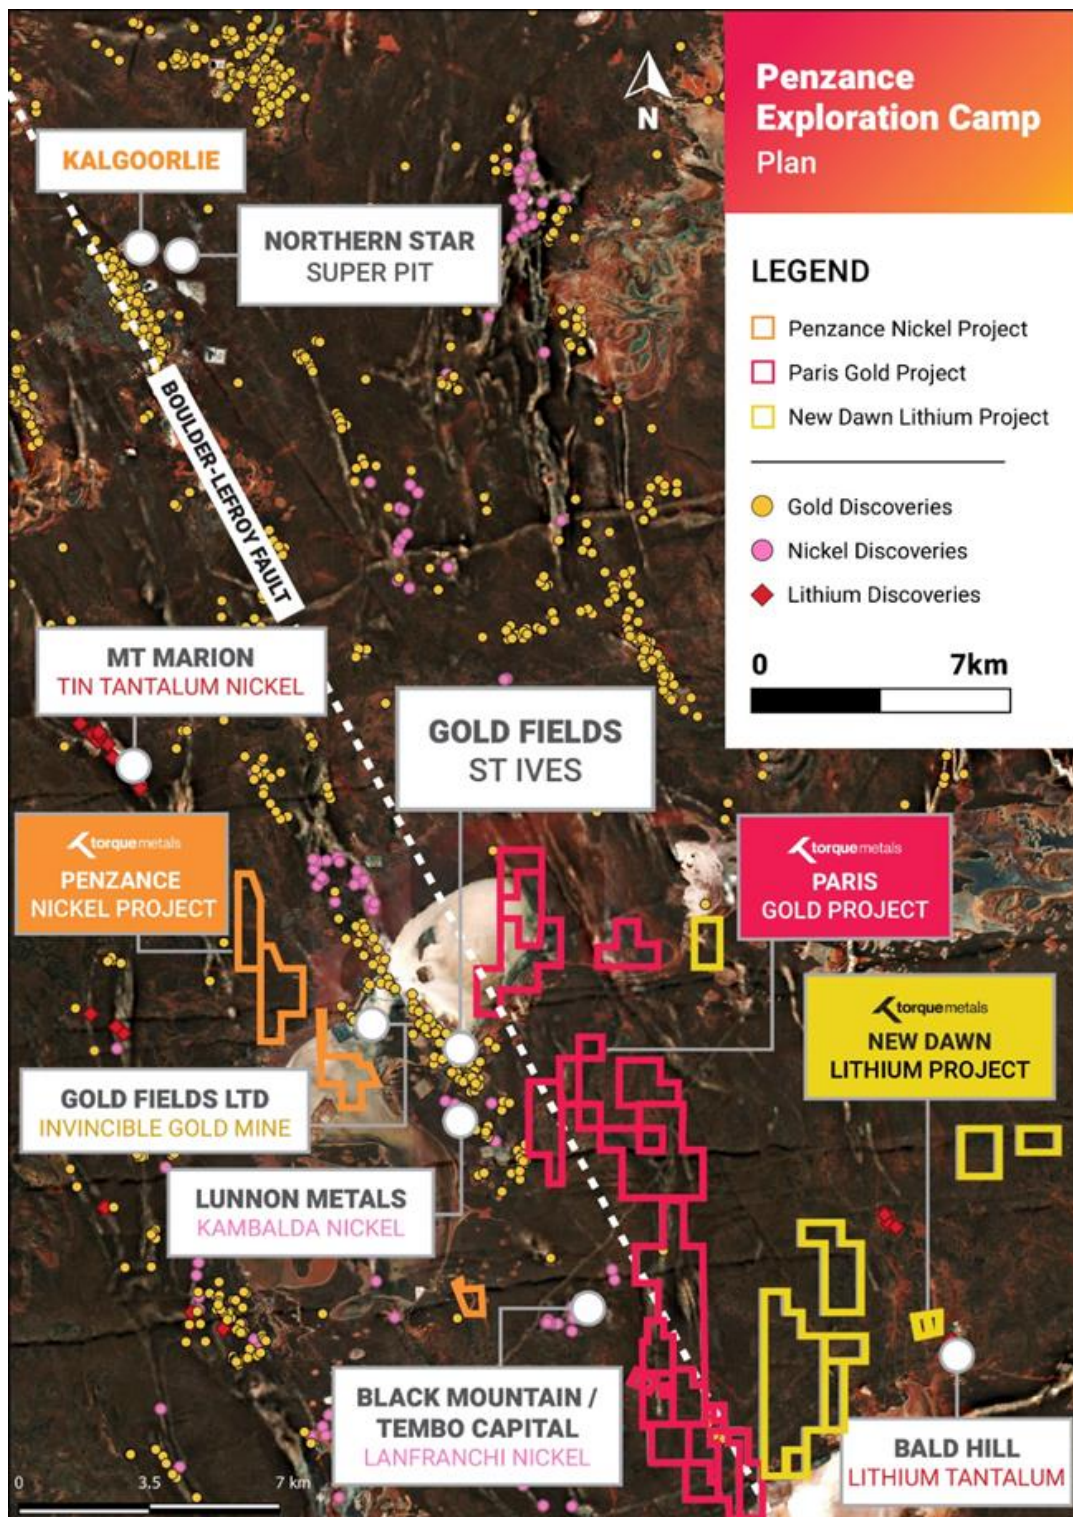 Penzance
Exploration Camp
Plan
N
KALGOORLIE
NORTHERN STAR
SUPER PIT
LEGEND
Penzance Nickel Project
Paris Gold Project
New Dawn Lithium Project
Gold Discoveries
Nickel Discoveries
Lithium Discoveries
0 7km
BOULDER-LEFROY FAULT
MT MARION
TIN TANTALUM NICKEL
GOLD FIELDS
ST IVES
torquemetals
PENZANCE
NICKEL PROJECT
torquemetals
PARIS
GOLD PROJECT
torquemetals
NEW DAWN
LITHIUM PROJECT
GOLD FIELDS LTD
INVINCIBLE GOLD MINE
LUNNON METALS
KAMBALDA NICKEL
BLACK MOUNTAIN /
TEMBO CAPITAL
LANFRANCHI NICKEL
BALD HILL
LITHIUM TANTALUM
0 3.5 7 km